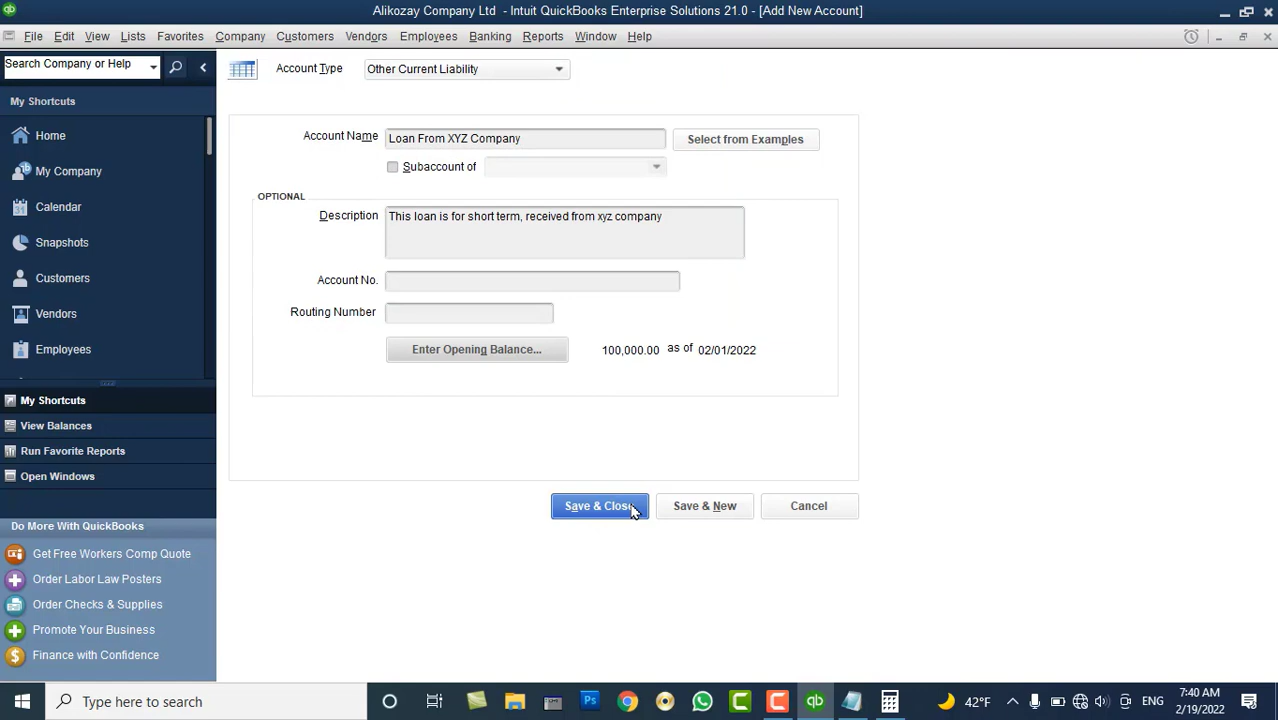 Alikozay Company Ltd - Intuit QuickBooks Enterprise Solutions 21.0 - [Add New Account]
File Edit View Lists Favorites Company Customers Vendors Employees Banking Reports Window Help
Search Company or Help
Account Type Other Current Liability
My Shortcuts
Home
My Company
Calendar
Snapshots
Customers
Vendors
Employees
My Shortcuts
View Balances
Run Favorite Reports
Open Windows
Do More With QuickBooks
Get Free Workers Comp Quote
Order Labor Law Posters
Order Checks & Supplies
Promote Your Business
Finance with Confidence
Account Name Loan From XYZ Company Select from Examples
Subaccount of
OPTIONAL
Description This loan is for short term, received from xyz company
Account No.
Routing Number
Enter Opening Balance... 100,000.00 as of 02/01/2022
Save & Close Save & New Cancel
Type here to search
Ps
qb
42°F
ENG
7:40 AM
2/19/2022